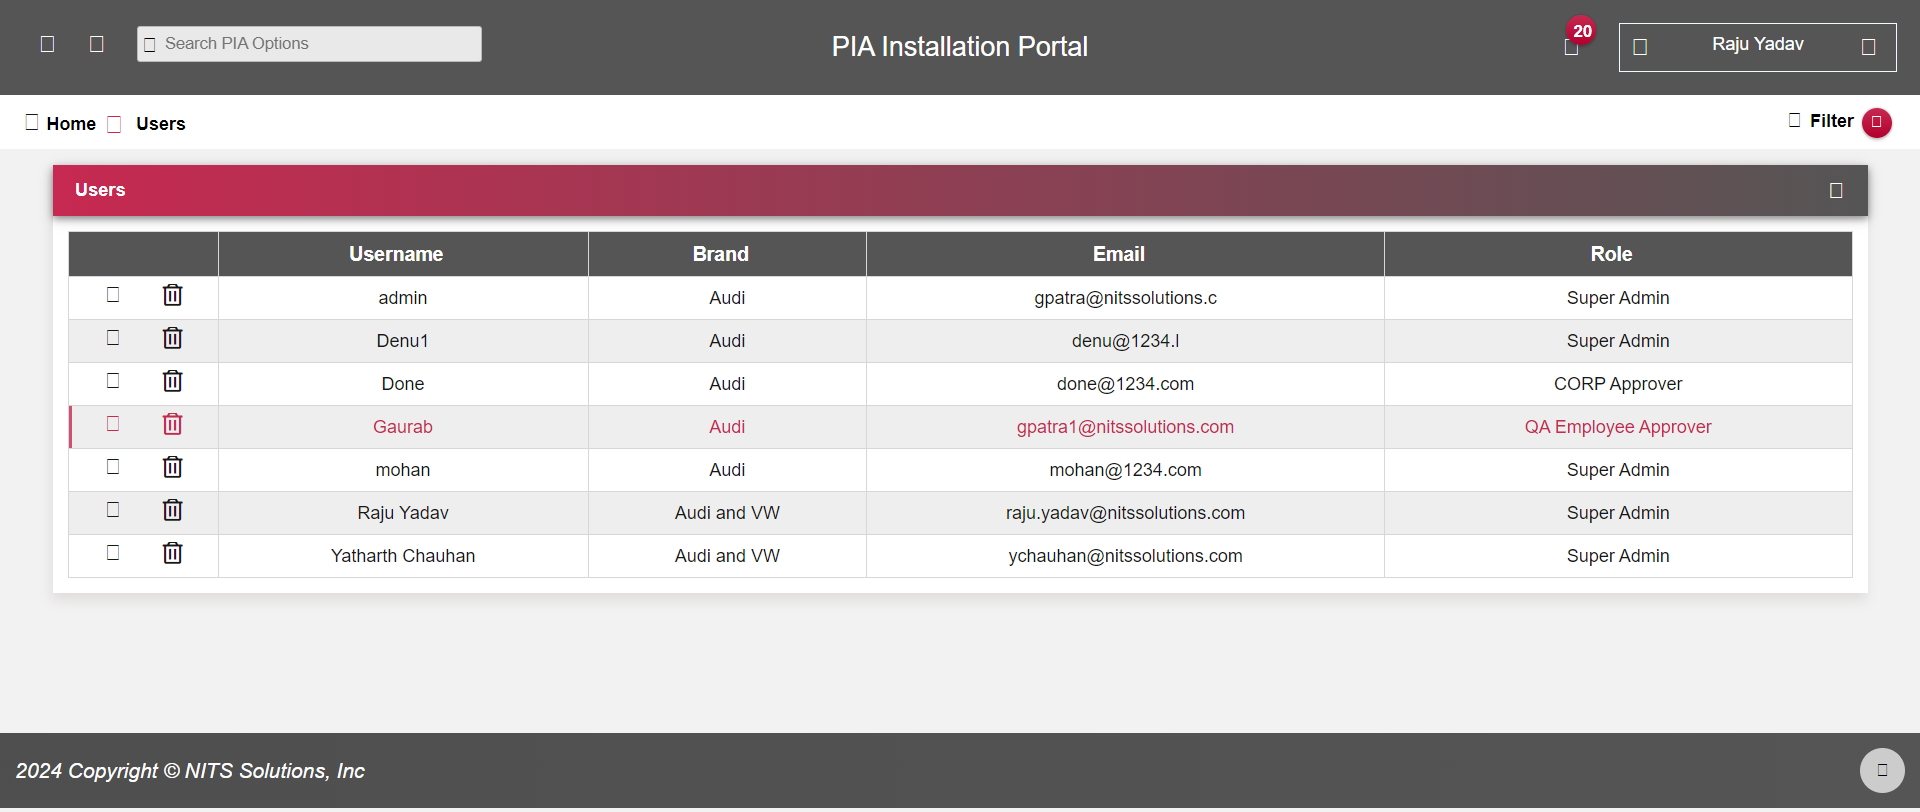 Search PIA Options
PIA Installation Portal
20
Raju Yadav
Home Users
Filter
Users
Username Brand Email Role
admin Audi gpatra@nitssolutions.c Super Admin
Denu1 Audi denu@1234.l Super Admin
Done Audi done@1234.com CORP Approver
Gaurab Audi gpatra1@nitssolutions.com QA Employee Approver
mohan Audi mohan@1234.com Super Admin
Raju Yadav Audi and VW raju.yadav@nitssolutions.com Super Admin
Yatharth Chauhan Audi and VW ychauhan@nitssolutions.com Super Admin
2024 Copyright © NITS Solutions, Inc